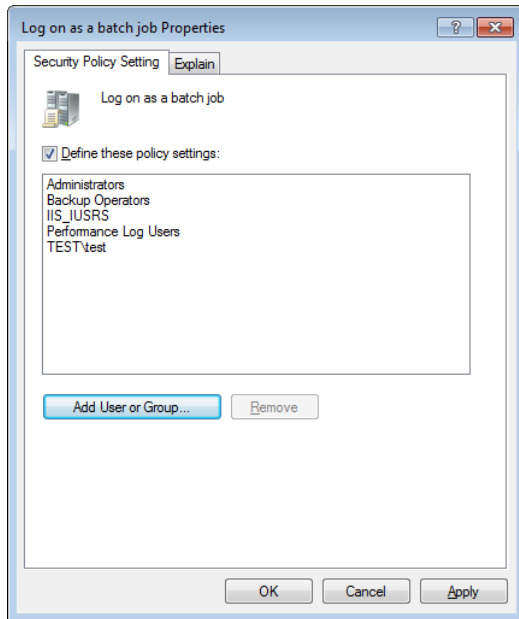 Log on as a batch job Properties
?
Security Policy Setting
Explain
Log on as a batch job
Define these policy settings:
Administrators
Backup Operators
IIS_IUSRS
Performance Log Users
TEST\test
Add User or Group...
Remove
OK
Cancel
Apply